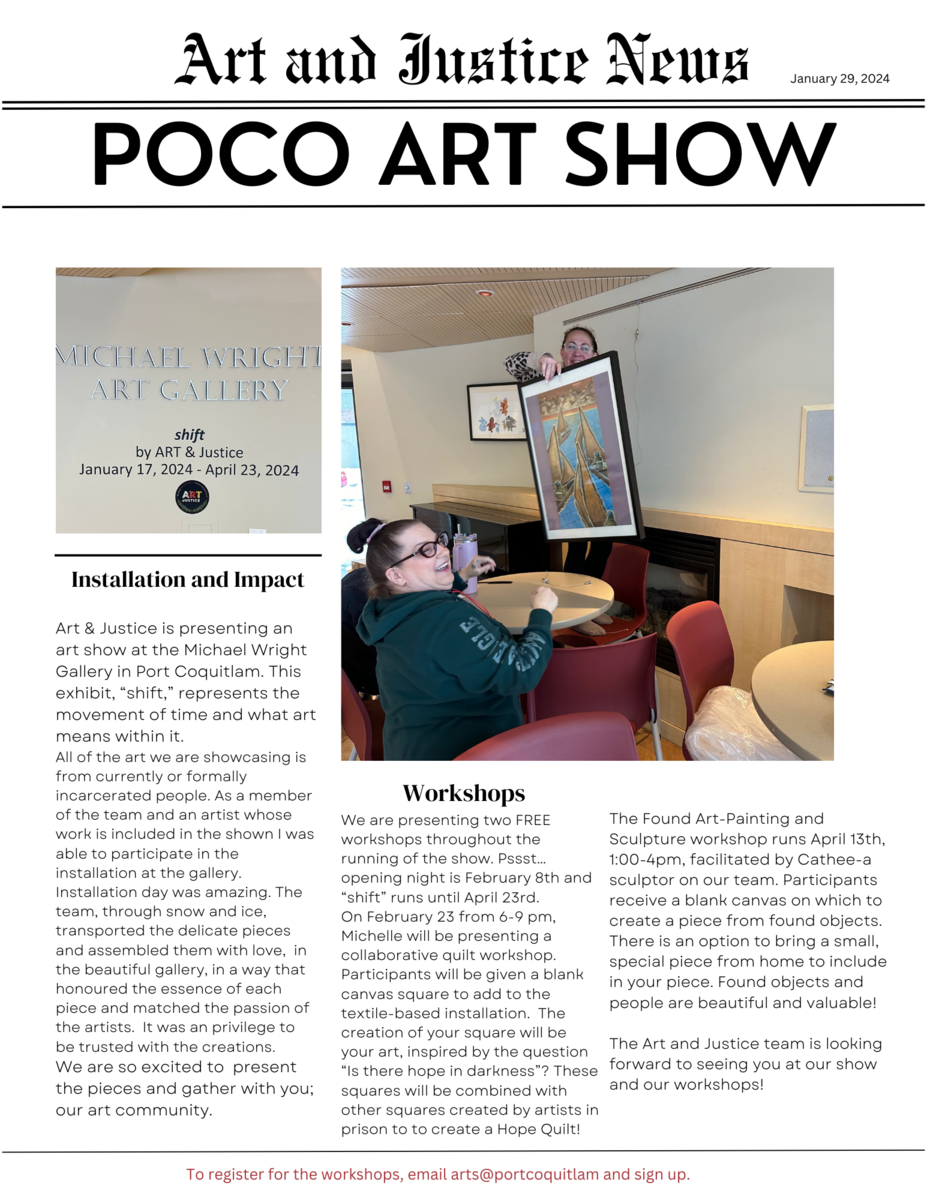 Art and Justice News
January 29, 2024
POCO ART SHOW
MICHAEL WRIGHT
ART GALLERY
shift
by ART & Justice
January 17, 2024 - April 23, 2024
ART
JUSTICE
Installation and Impact
Art & Justice is presenting an
art show at the Michael Wright
Gallery in Port Coquitlam. This
exhibit, “shift,” represents the
movement of time and what art
means within it.
All of the art we are showcasing is
from currently or formally
incarcerated people. As a member
of the team and an artist whose
work is included in the shown I was
able to participate in the
installation at the gallery.
Installation day was amazing. The
team, through snow and ice,
transported the delicate pieces
and assembled them with love, in
the beautiful gallery, in a way that
honoured the essence of each
piece and matched the passion of
the artists. It was an privilege to
be trusted with the creations.
We are so excited to present
the pieces and gather with you;
our art community.
Workshops
We are presenting two FREE
workshops throughout the
running of the show. Pssst...
opening night is February 8th and
“shift” runs until April 23rd.
On February 23 from 6-9 pm,
Michelle will be presenting a
collaborative quilt workshop.
Participants will be given a blank
canvas square to add to the
textile-based installation. The
creation of your square will be
your art, inspired by the question
“Is there hope in darkness”? These
squares will be combined with
other squares created by artists in
prison to to create a Hope Quilt!
The Found Art-Painting and
Sculpture workshop runs April 13th,
1:00-4pm, facilitated by Cathee-a
sculptor on our team. Participants
receive a blank canvas on which to
create a piece from found objects.
There is an option to bring a small,
special piece from home to include
in your piece. Found objects and
people are beautiful and valuable!
The Art and Justice team is looking
forward to seeing you at our show
and our workshops!
To register for the workshops, email arts@portcoquitlam and sign up.